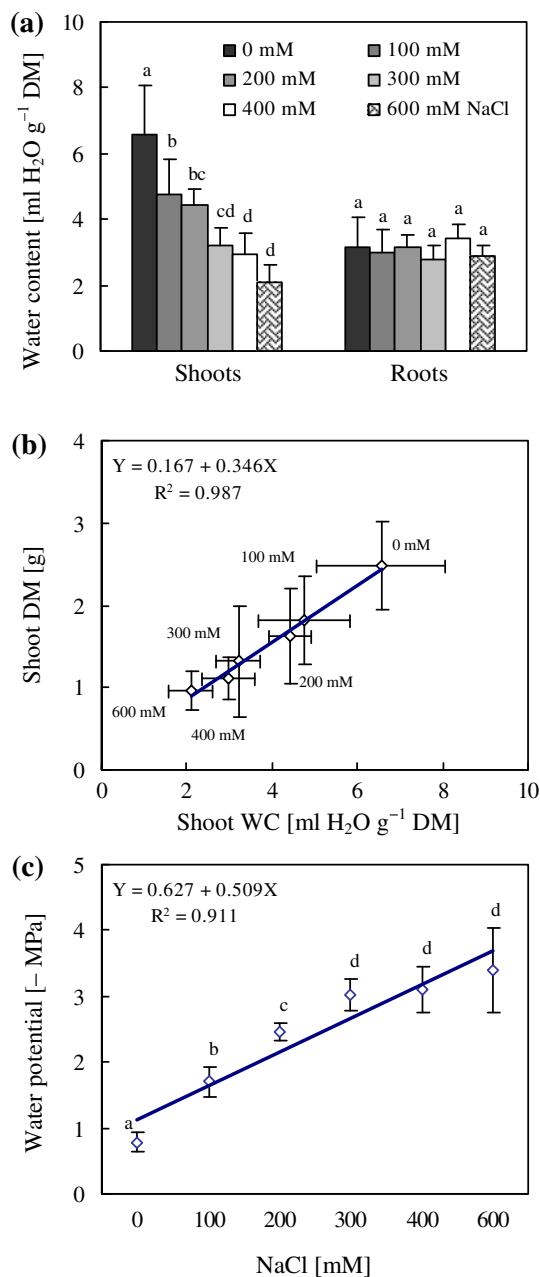 (a)
10
8
6
4
2
0
Water content [ml H₂O g⁻¹ DM]
0 mM 100 mM
200 mM 300 mM
400 mM 600 mM NaCl
a
b
bc
cd
d
d
a
a
a
a
a
a
Shoots Roots
(b)
4
3
2
1
0
Shoot DM [g]
Y = 0.167 + 0.346X
R² = 0.987
0 mM
100 mM
300 mM
200 mM
600 mM
400 mM
0 2 4 6 8 10
Shoot WC [ml H₂O g⁻¹ DM]
(c)
5
4
3
2
1
0
Water potential [– MPa]
Y = 0.627 + 0.509X
R² = 0.911
a
b
c
d
d
d
0 100 200 300 400 600
NaCl [mM]